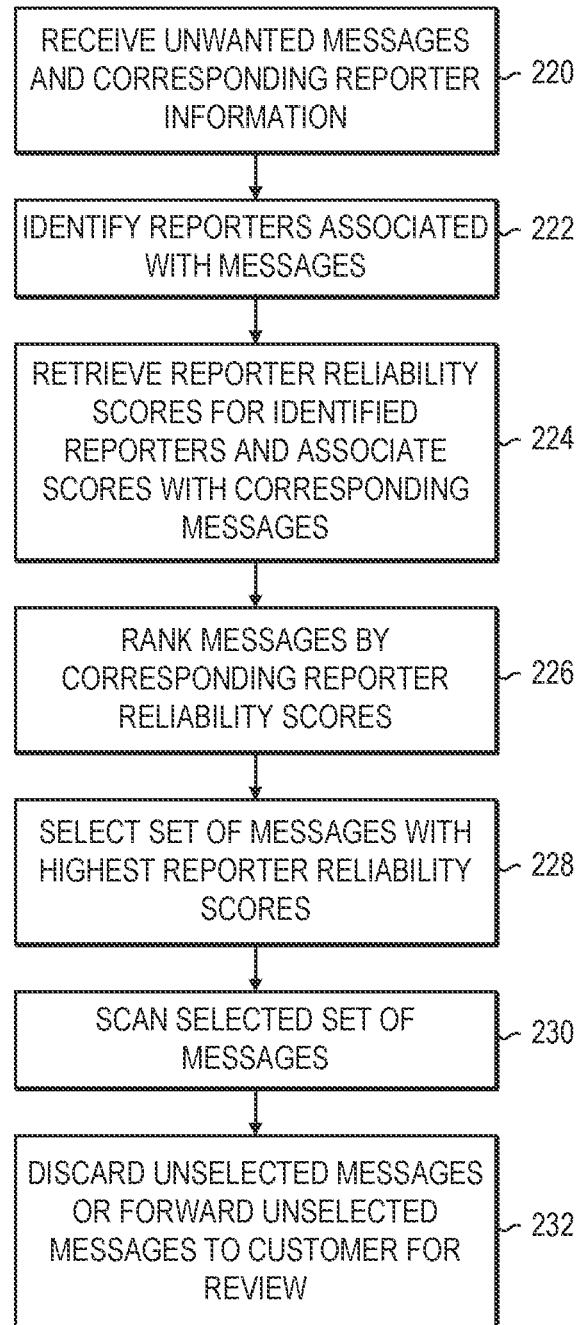 RECEIVE UNWANTED MESSAGES
AND CORRESPONDING REPORTER
INFORMATION
220
IDENTIFY REPORTERS ASSOCIATED
WITH MESSAGES
222
RETRIEVE REPORTER RELIABILITY
SCORES FOR IDENTIFIED
REPORTERS AND ASSOCIATE
SCORES WITH CORRESPONDING
MESSAGES
224
RANK MESSAGES BY
CORRESPONDING REPORTER
RELIABILITY SCORES
226
SELECT SET OF MESSAGES WITH
HIGHEST REPORTER RELIABILITY
SCORES
228
SCAN SELECTED SET OF
MESSAGES
230
DISCARD UNSELECTED MESSAGES
OR FORWARD UNSELECTED
MESSAGES TO CUSTOMER FOR
REVIEW
232